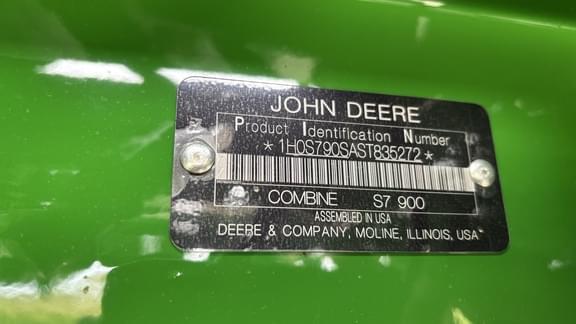 JOHN DEERE
Product Identification Number
*1H0S790SAST835272*
COMBINE S7 900
ASSEMBLED IN USA
DEERE & COMPANY, MOLINE, ILLINOIS, USA